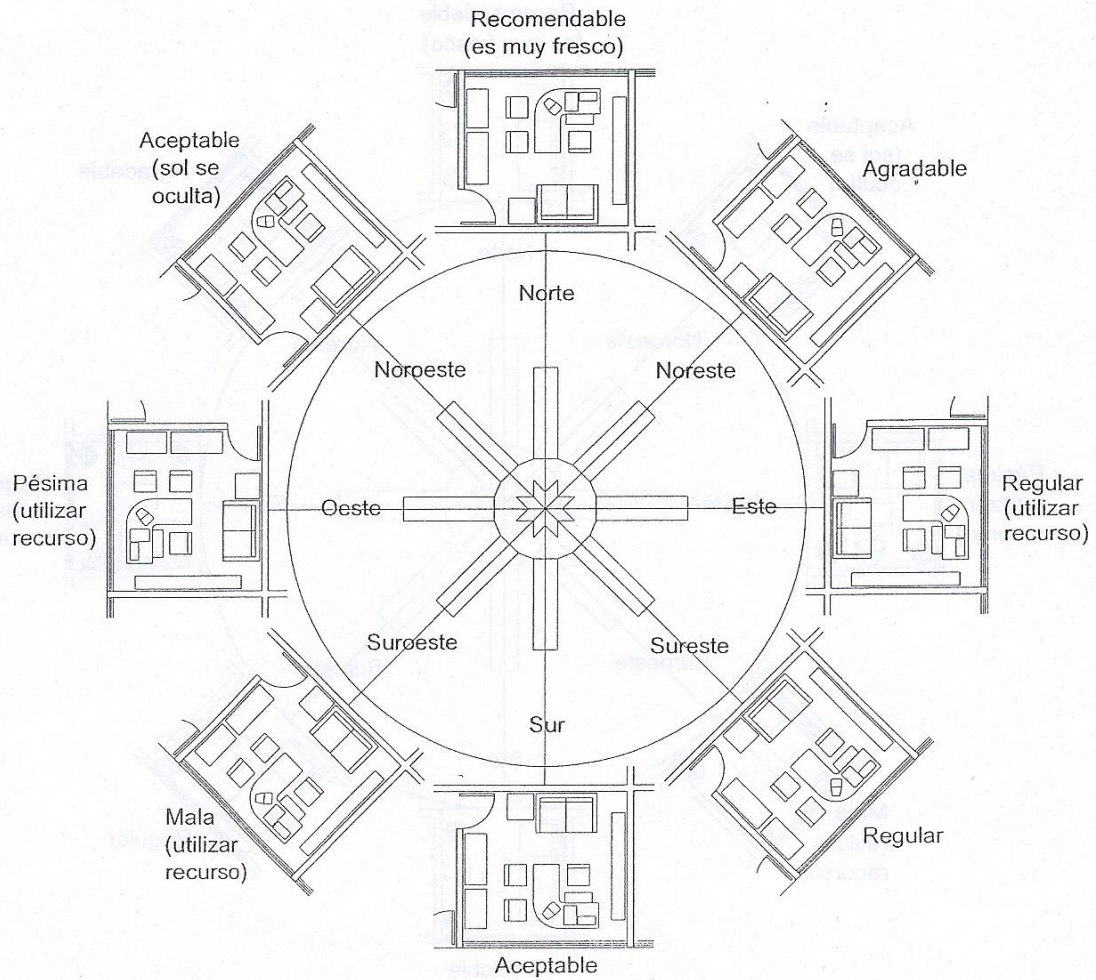 Recomendable
(es muy fresco)
Aceptable
(sol se
oculta)
Agradable
Norte
Noroeste
Noreste
Pésima
(utilizar
recurso)
Oeste
Este
Regular
(utilizar
recurso)
Suroeste
Sureste
Sur
Mala
(utilizar
recurso)
Regular
Aceptable